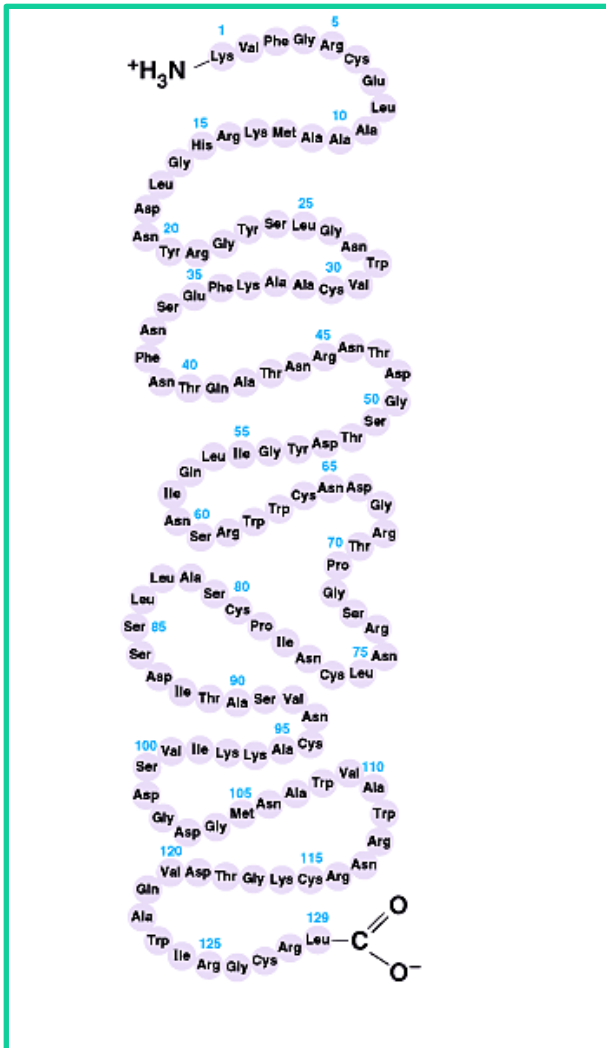 1 5
⁺H₃N Lys Val Phe Gly Arg Cys Glu Leu
10
Ala Ala Ala Met Lys Arg His
15
Gly Leu Asp Asn
20 25
Tyr Arg Gly Tyr Ser Leu Gly Asn Trp
30 35
Val Cys Ala Ala Lys Phe Glu Ser Asn Phe Asn
40 45
Thr Gln Ala Thr Asn Arg Asn Thr Asp Gly
50 55
Ser Thr Asp Tyr Gly Ile Leu Gln Ile Asn
60 65
Ser Arg Trp Trp Cys Asn Asp Gly Arg Thr
70
Pro Gly Ser Arg Asn
75
Leu Cys Asn Ile Pro
80
Cys Ser Ala Leu Leu
85
Ser Ser Asp Ile Thr
90
Ala Ser Val Asn Cys
95
Ala Lys Lys Ile Val
100
Ser Asp Gly Asp Gly
105
Met Asn Ala Trp Val
110
Ala Trp Arg Asn Arg
115
Cys Lys Gly Thr Asp
120
Val Gln Ala Trp Ile
125 129
Arg Gly Cys Arg Leu C O O⁻